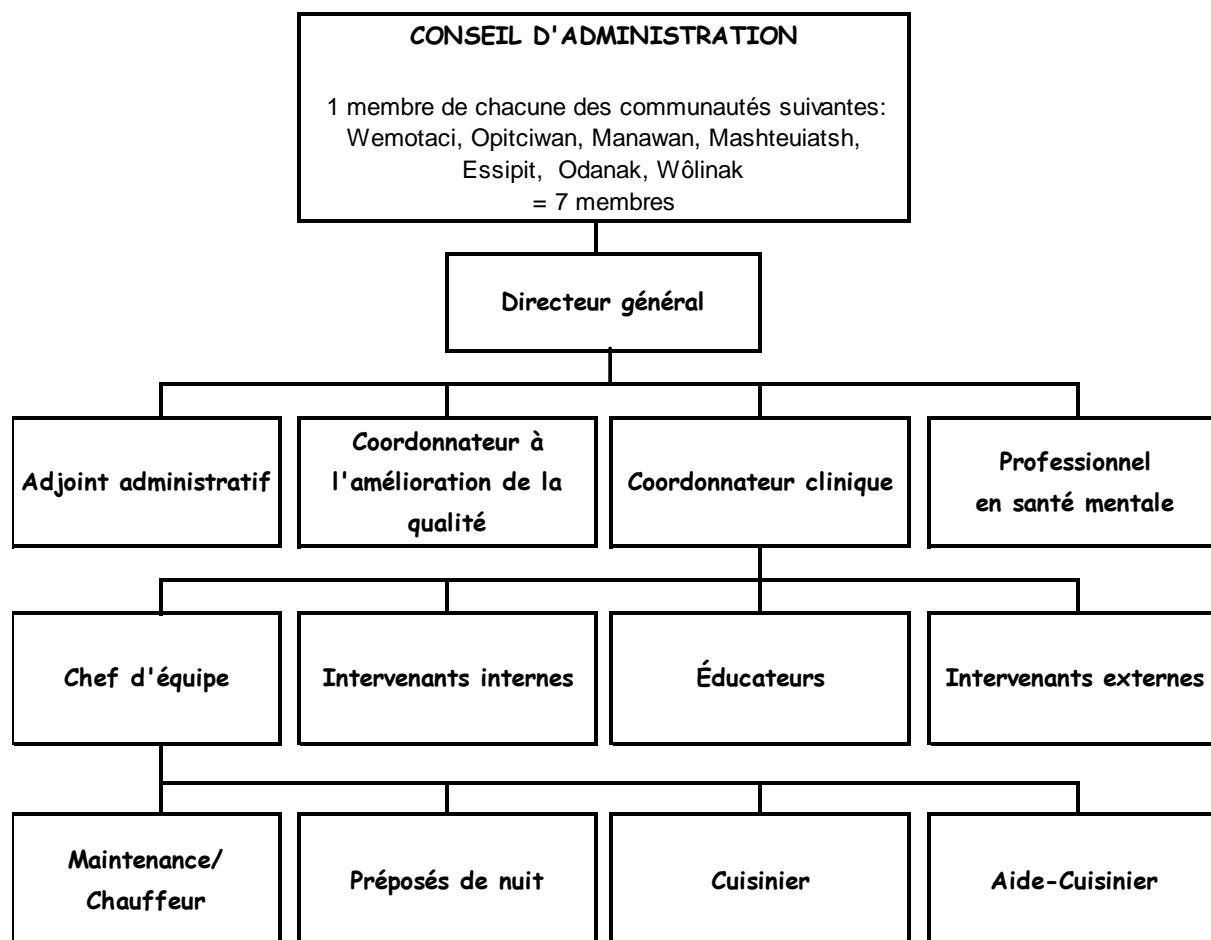 CONSEIL D'ADMINISTRATION
1 membre de chacune des communautés suivantes:
Wemotaci, Opitciwan, Manawan, Mashteuiatsh,
Essipit, Odanak, Wôlinak
= 7 membres
Directeur général
Adjoint administratif
Coordonnateur à
l'amélioration de la
qualité
Coordonnateur clinique
Professionnel
en santé mentale
Chef d'équipe
Intervenants internes
Éducateurs
Intervenants externes
Maintenance/
Chauffeur
Préposés de nuit
Cuisinier
Aide-Cuisinier